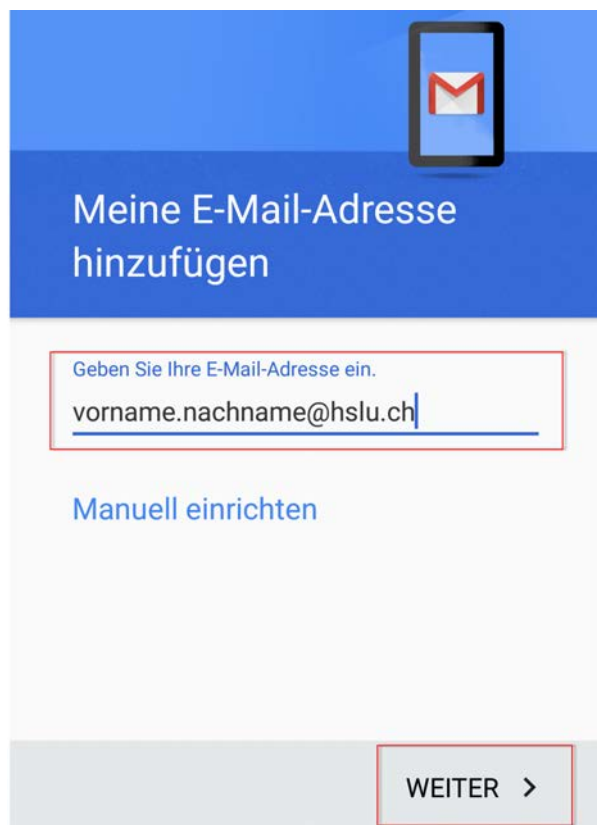 Meine E-Mail-Adresse
hinzufügen
Geben Sie Ihre E-Mail-Adresse ein.
vorname.nachname@hslu.ch
Manuell einrichten
WEITER >